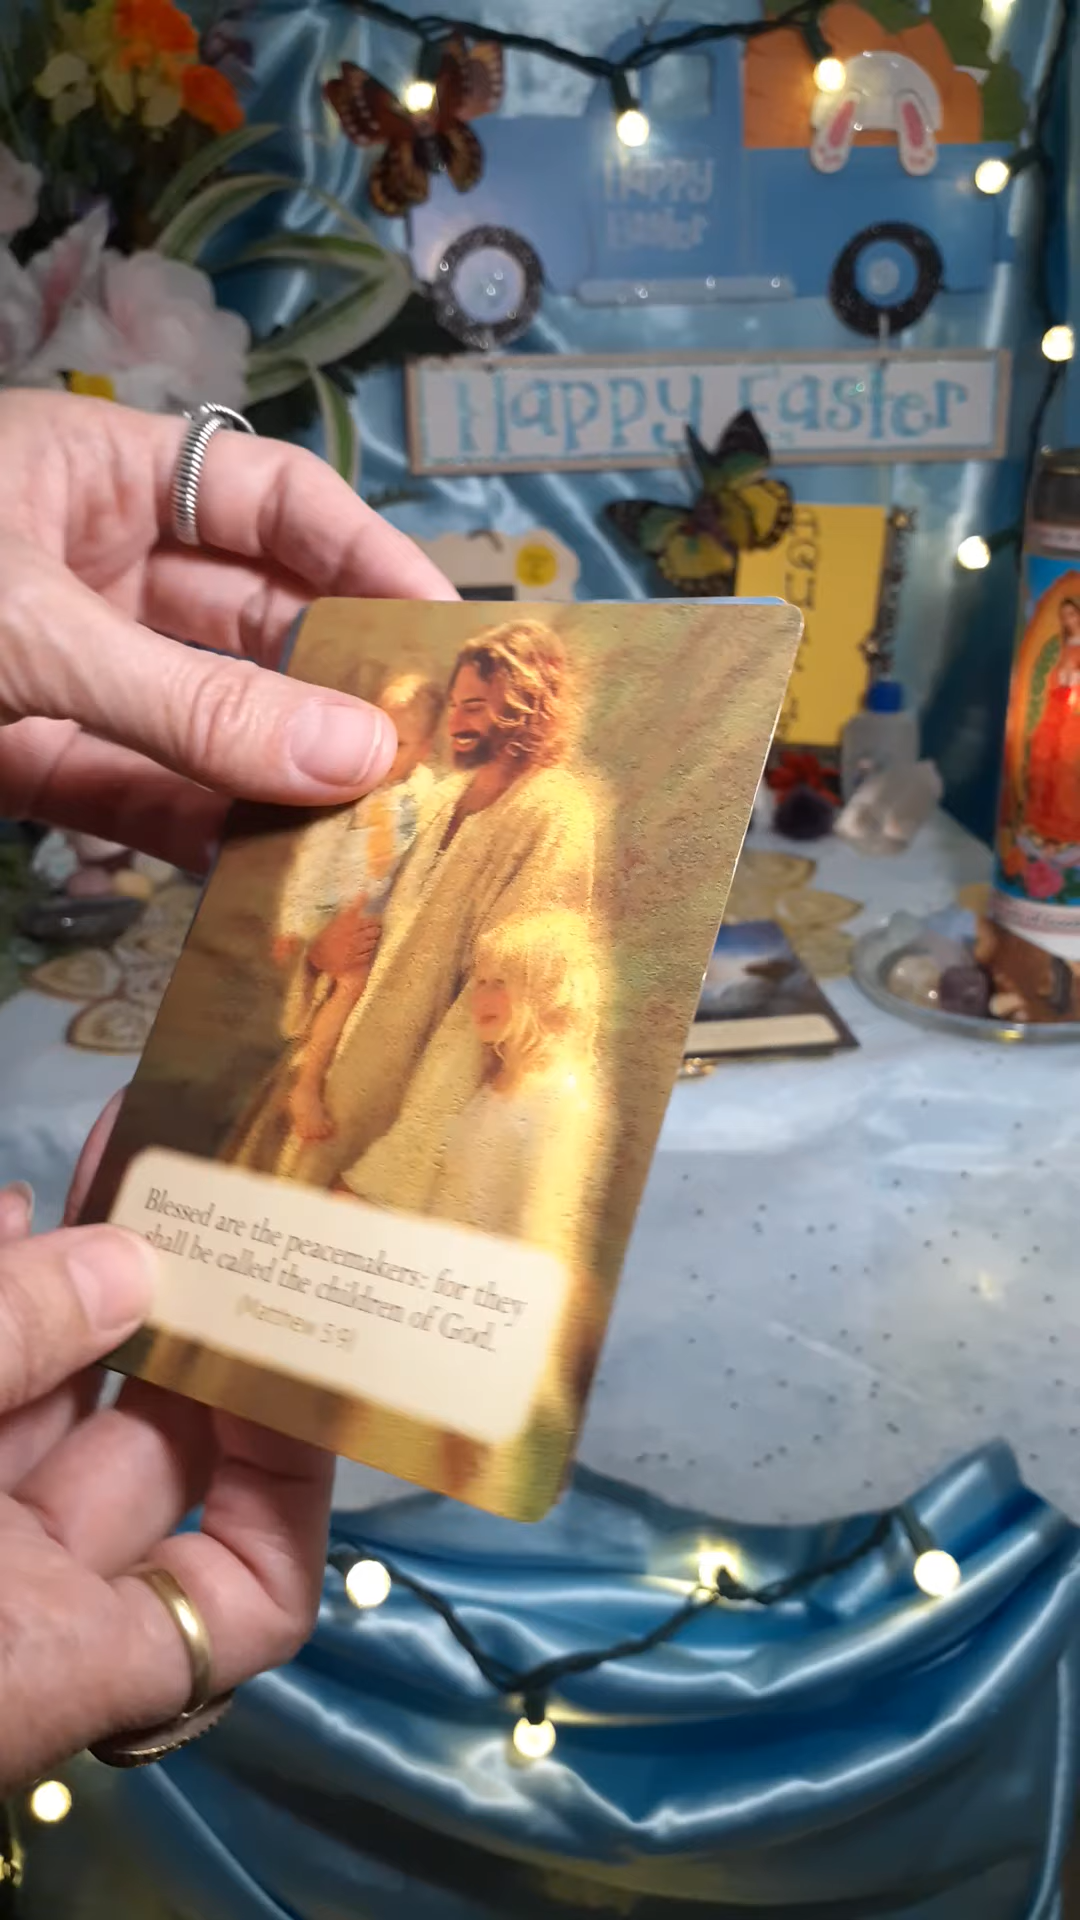 Happy
Easter
Happy Easter
Blessed are the peacemakers: for they
shall be called the children of God.
(Matthew 5:9)